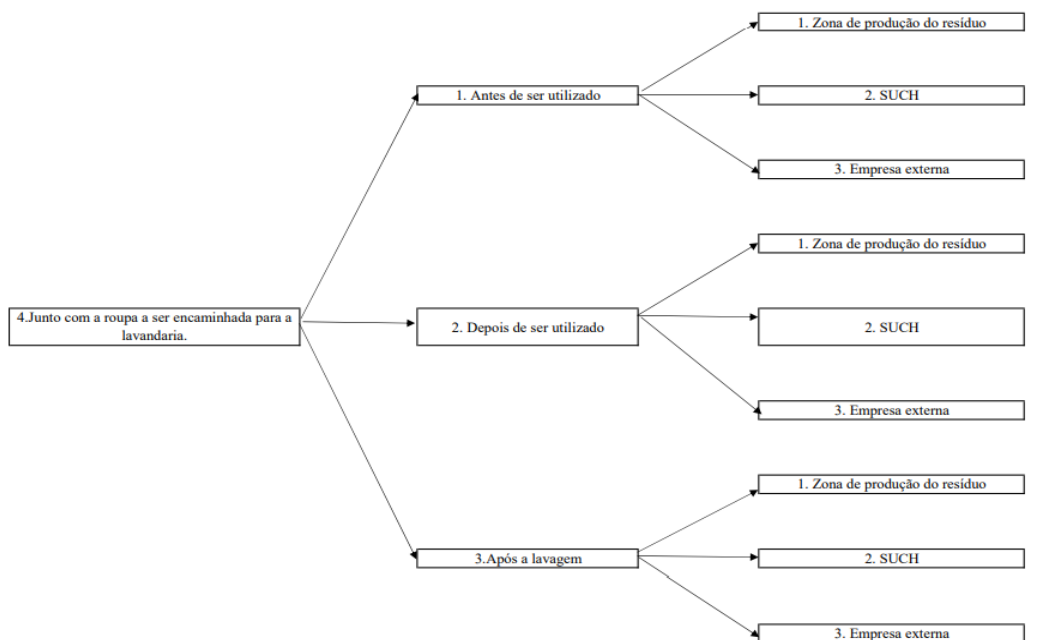 1. Zona de produção do resíduo
1. Antes de ser utilizado
2. SUCH
3. Empresa externa
1. Zona de produção do resíduo
4.Junto com a roupa a ser encaminhada para a
lavandaria.
2. Depois de ser utilizado
2. SUCH
3. Empresa externa
1. Zona de produção do resíduo
3.Após a lavagem
2. SUCH
3. Empresa externa